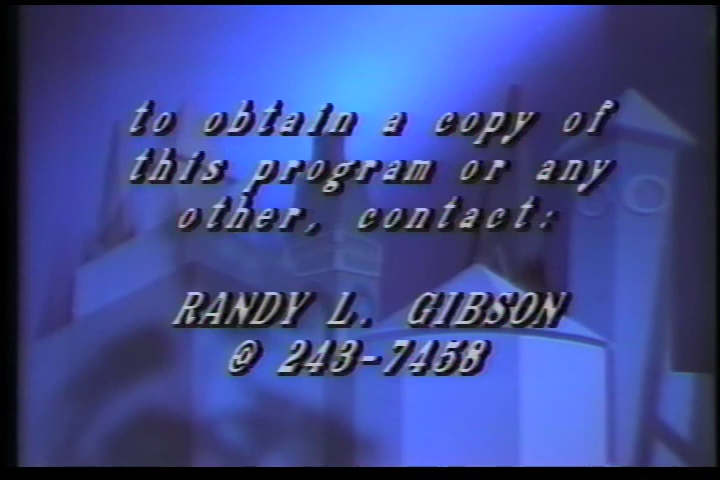 to obtain a copy of
this program or any
other, contact:
RANDY L. GIBSON
@ 243-7458